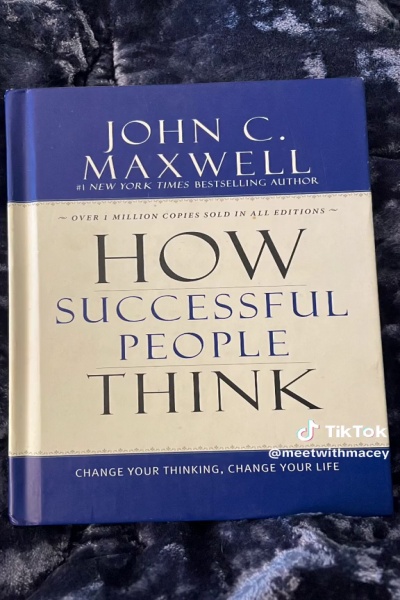 JOHN C.
MAXWELL
#1 NEW YORK TIMES BESTSELLING AUTHOR
~ OVER 1 MILLION COPIES SOLD IN ALL EDITIONS ~
HOW
SUCCESSFUL
PEOPLE
THINK
TikTok
@meetwithmacey
CHANGE YOUR THINKING, CHANGE YOUR LIFE